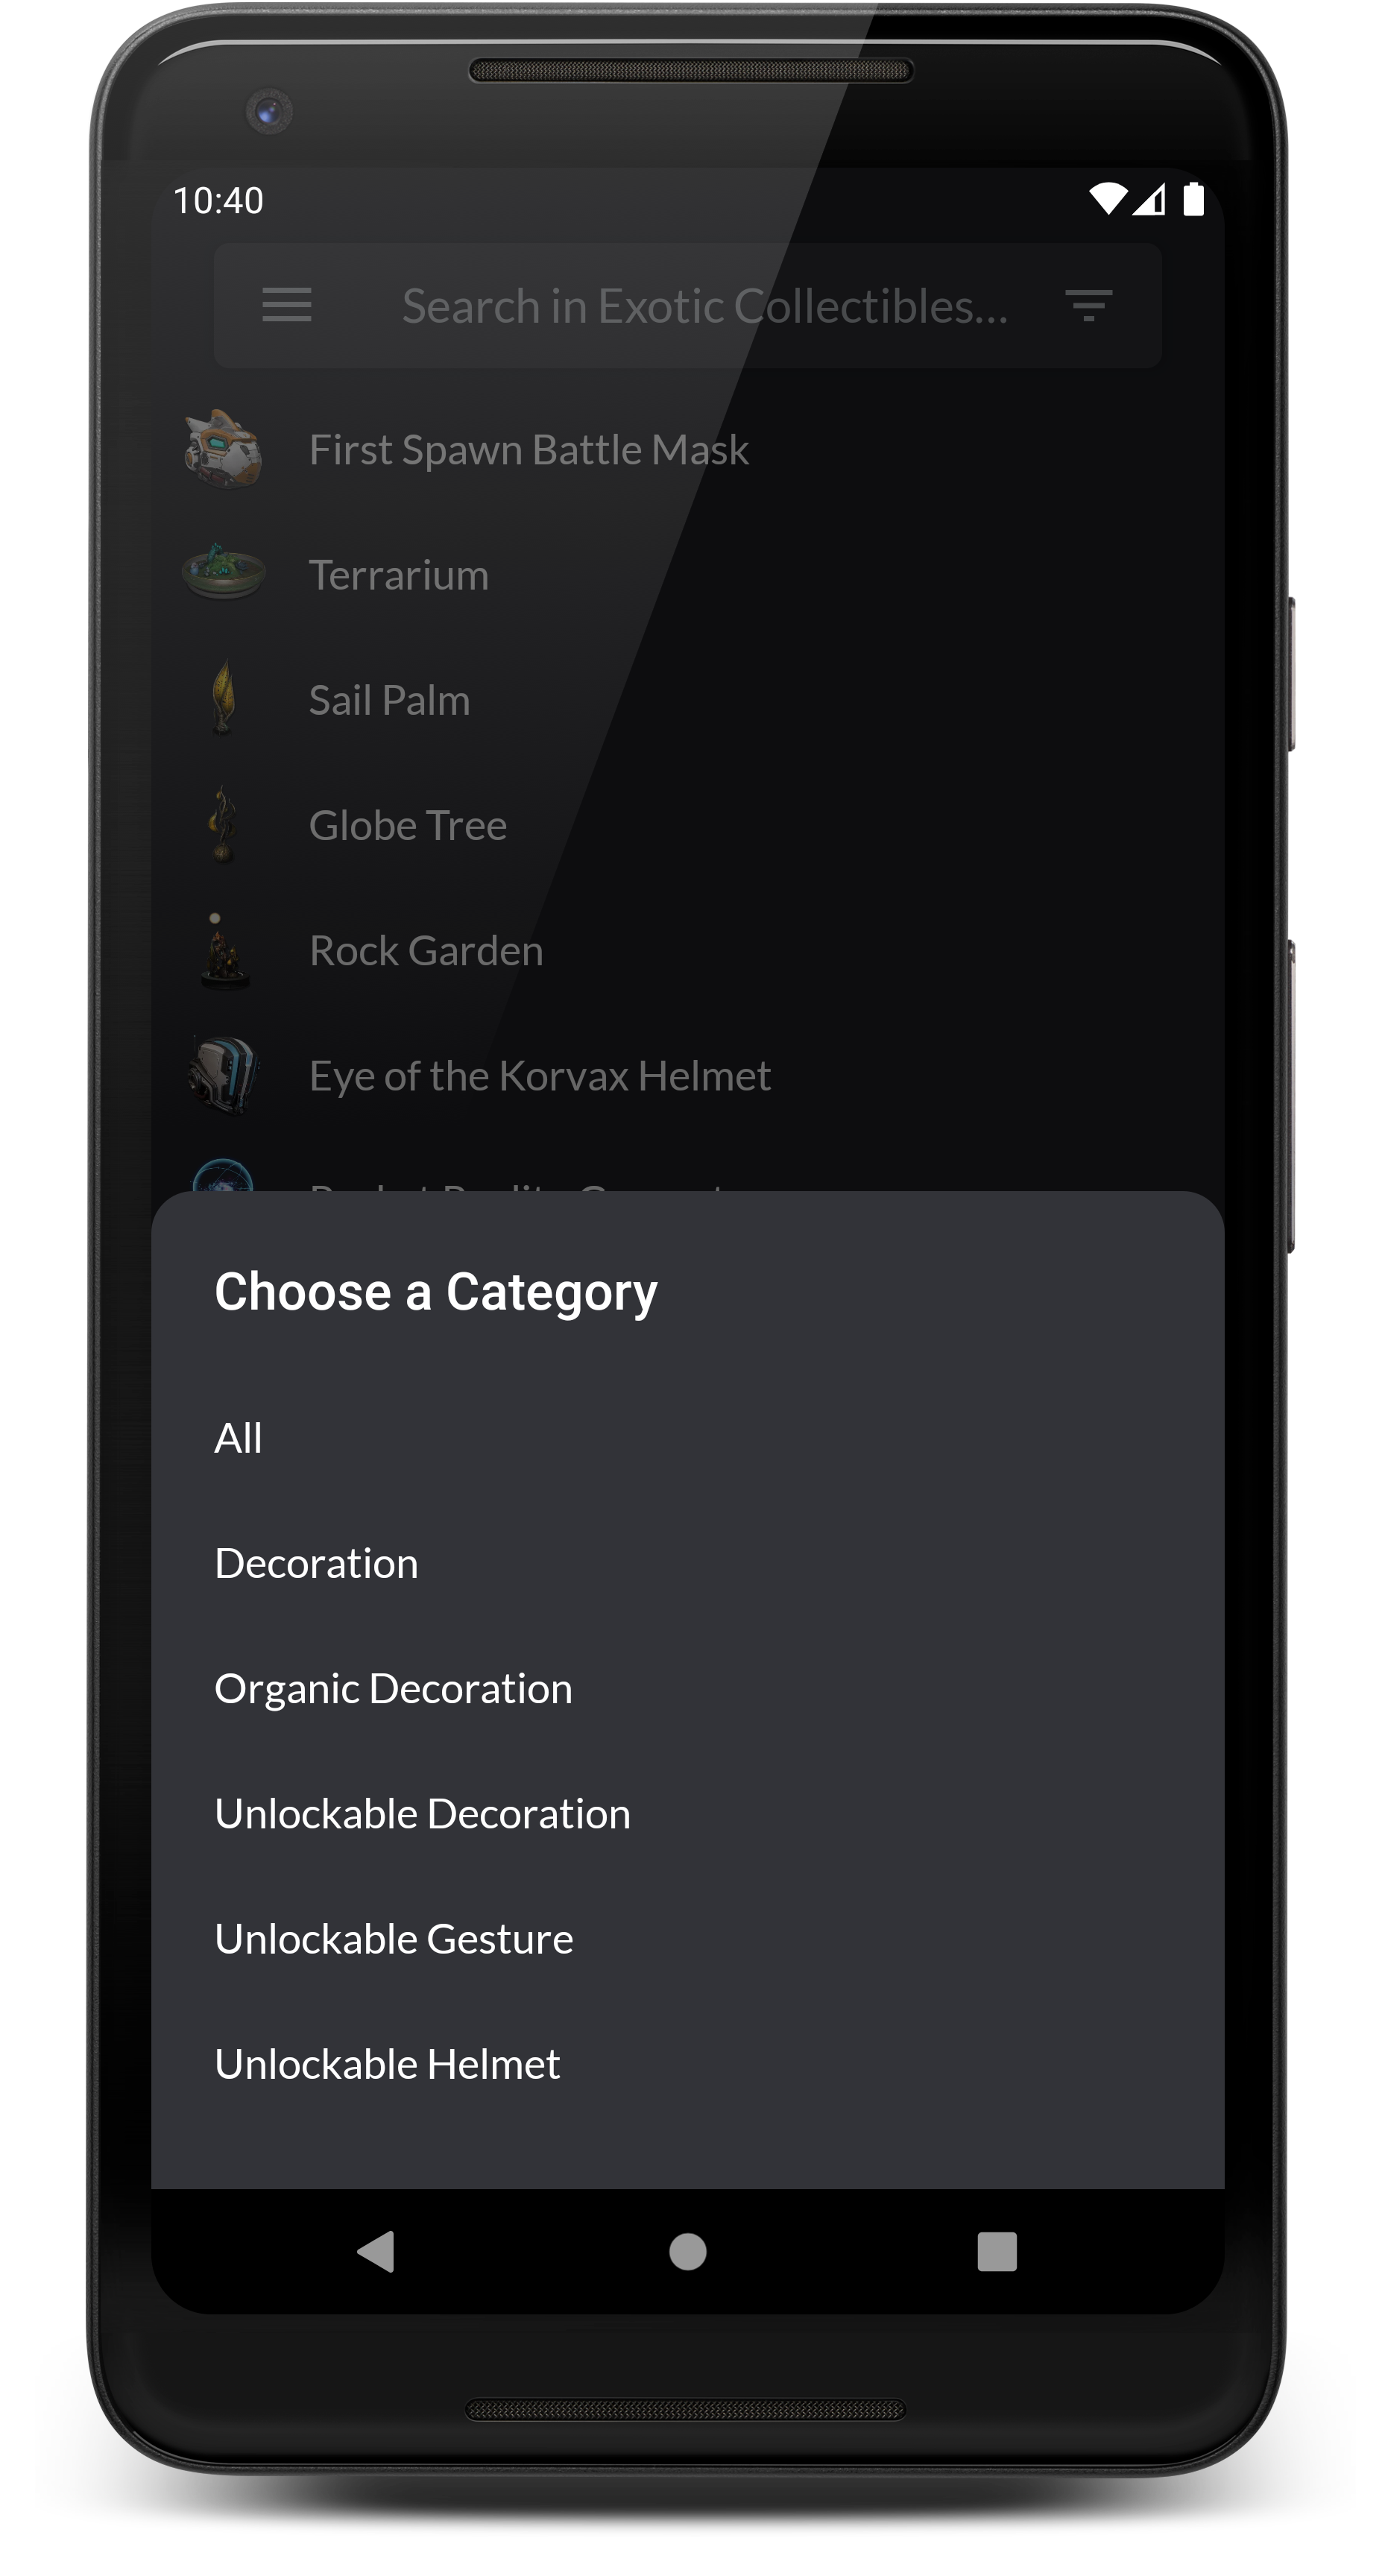 10:40
Search in Exotic Collectibles...
First Spawn Battle Mask
Terrarium
Sail Palm
Globe Tree
Rock Garden
Eye of the Korvax Helmet
Choose a Category
All
Decoration
Organic Decoration
Unlockable Decoration
Unlockable Gesture
Unlockable Helmet